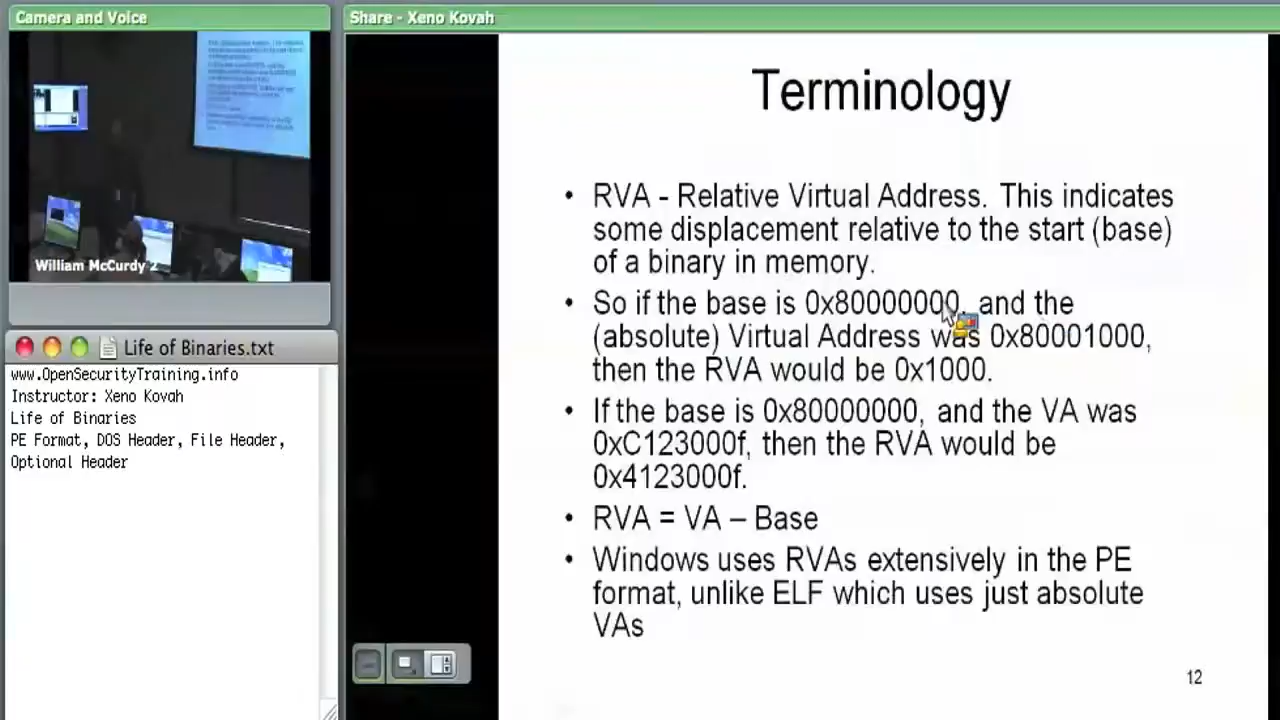 Camera and Voice
William McCurdy 2
Life of Binaries.txt
www.OpenSecurityTraining.info
Instructor: Xeno Kovah
Life of Binaries
PE Format, DOS Header, File Header,
Optional Header
Share - Xeno Kovah
Terminology
• RVA - Relative Virtual Address. This indicates
some displacement relative to the start (base)
of a binary in memory.
• So if the base is 0x80000000, and the
(absolute) Virtual Address was 0x80001000,
then the RVA would be 0x1000.
• If the base is 0x80000000, and the VA was
0xC123000f, then the RVA would be
0x4123000f.
• RVA = VA – Base
• Windows uses RVAs extensively in the PE
format, unlike ELF which uses just absolute
VAs
12